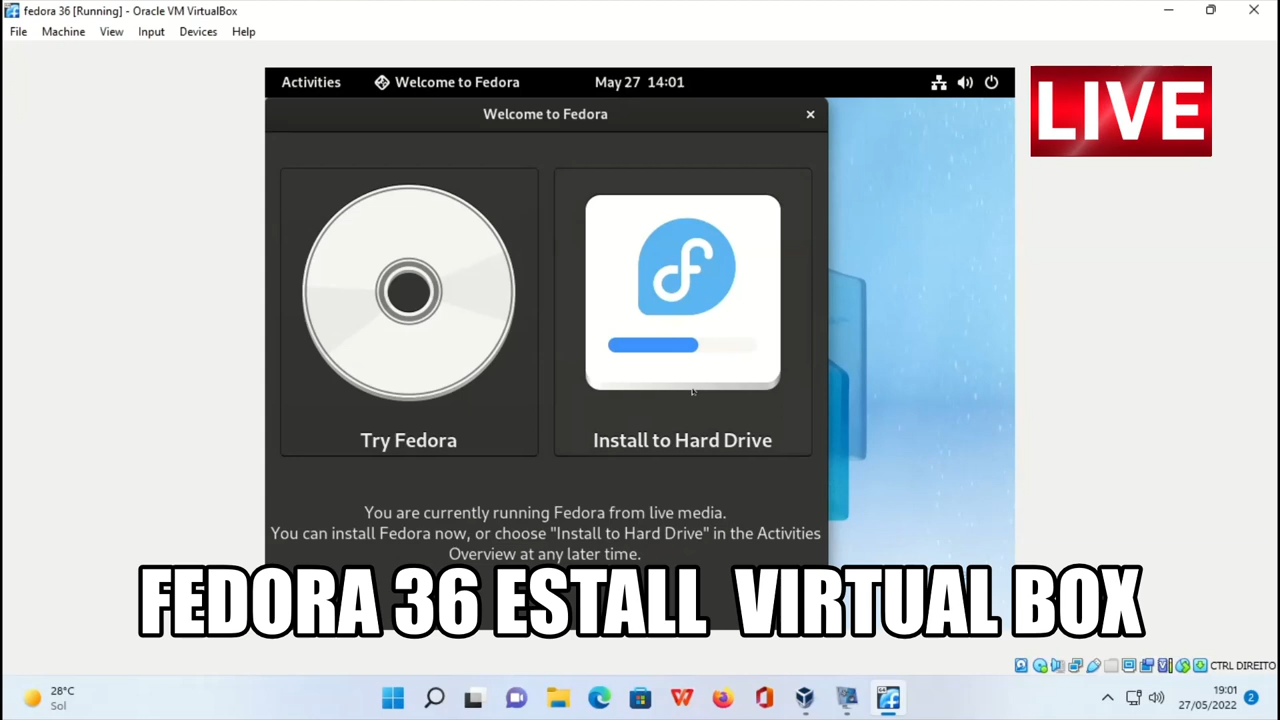 fedora 36 [Running] - Oracle VM VirtualBox
File Machine View Input Devices Help
Activities Welcome to Fedora May 27 14:01
Welcome to Fedora
LIVE
Try Fedora
Install to Hard Drive
You are currently running Fedora from live media.
You can install Fedora now, or choose "Install to Hard Drive" in the Activities
Overview at any later time.
FEDORA 36 ESTALL VIRTUAL BOX
CTRL DIREITO
28°C
Sol
19:01
27/05/2022
2